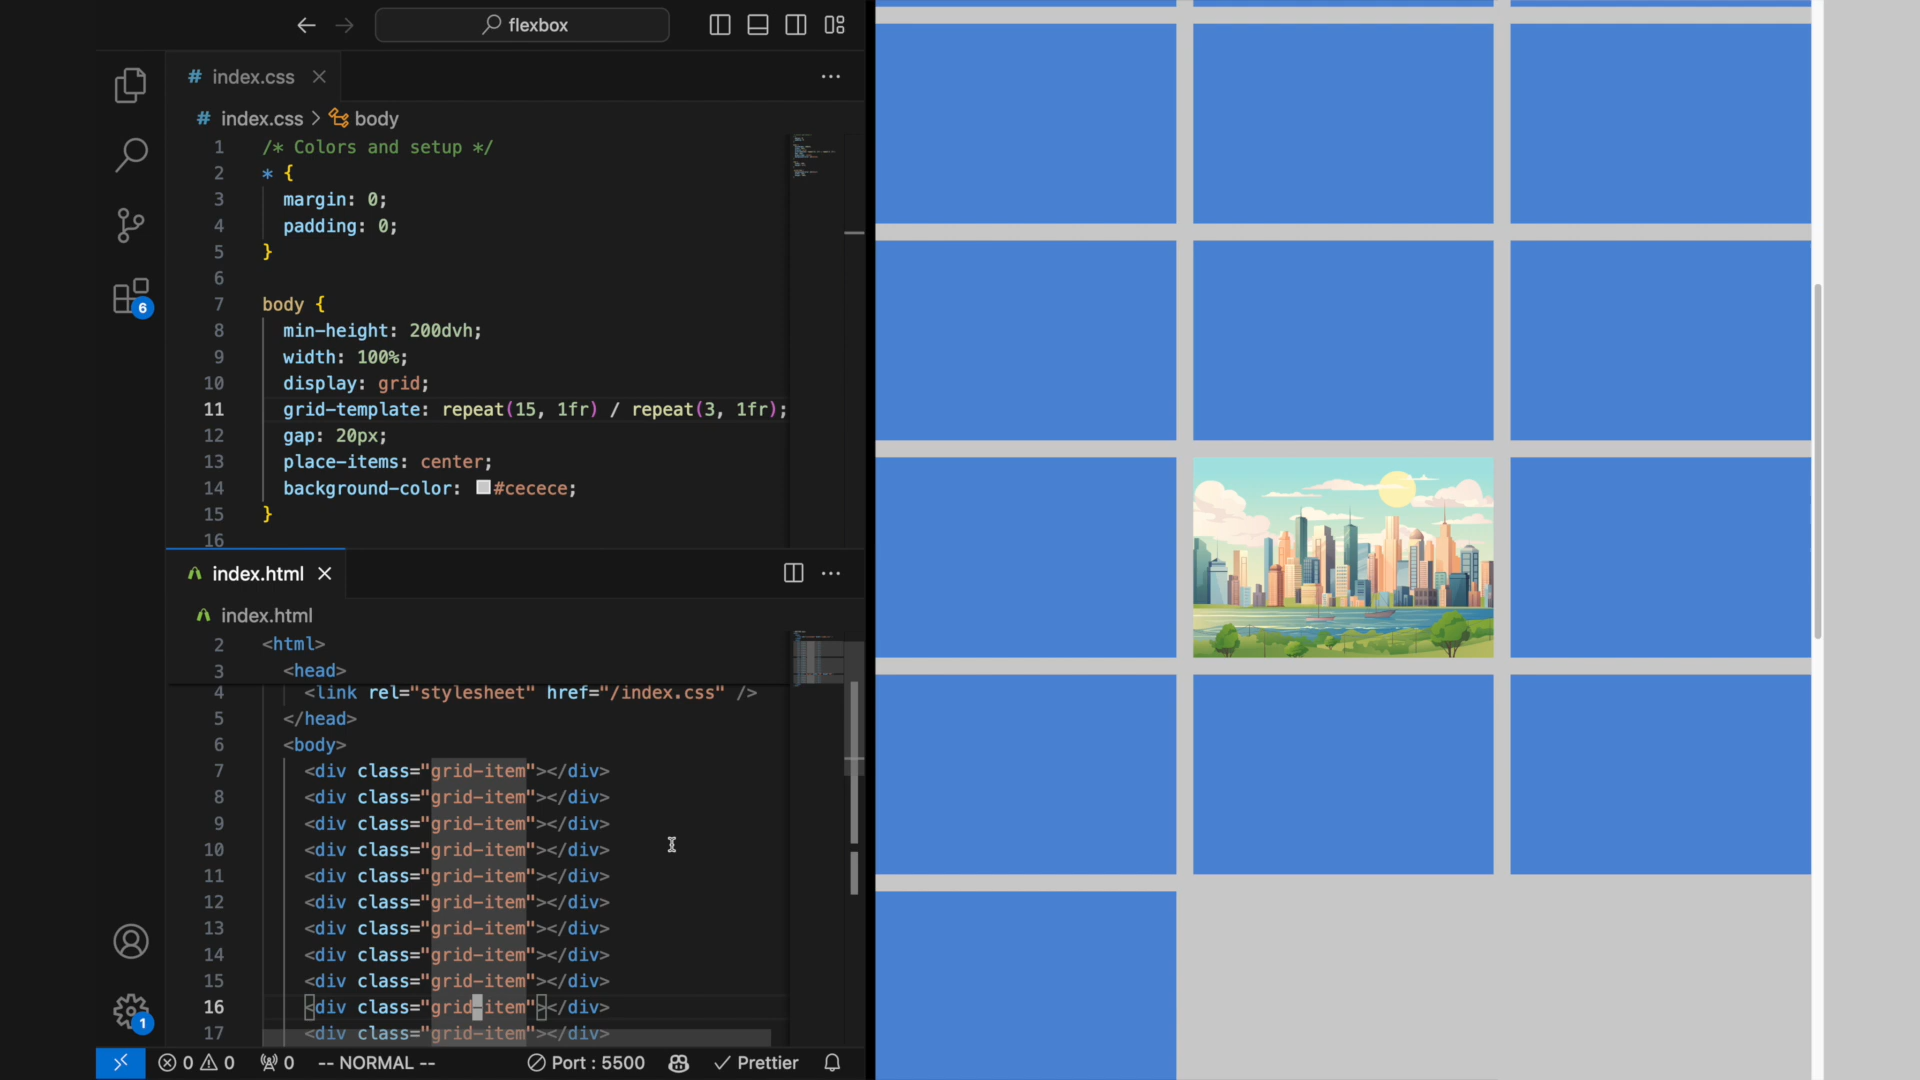 flexbox
# index.css
# index.css > body
1 /* Colors and setup */
2 * {
3 margin: 0;
4 padding: 0;
5 }
6
7 body {
8 min-height: 200dvh;
9 width: 100%;
10 display: grid;
11 grid-template: repeat(15, 1fr) / repeat(3, 1fr);
12 gap: 20px;
13 place-items: center;
14 background-color: #cecece;
15 }
16
6
index.html
index.html
2 <html>
3 <head>
4 <link rel="stylesheet" href="/index.css" />
5 </head>
6 <body>
7 <div class="grid-item"></div>
8 <div class="grid-item"></div>
9 <div class="grid-item"></div>
10 <div class="grid-item"></div>
11 <div class="grid-item"></div>
12 <div class="grid-item"></div>
13 <div class="grid-item"></div>
14 <div class="grid-item"></div>
15 <div class="grid-item"></div>
16 <div class="grid-item"></div>
17 <div class="grid-item"></div>
1
0 0 0 -- NORMAL -- Port : 5500 Prettier